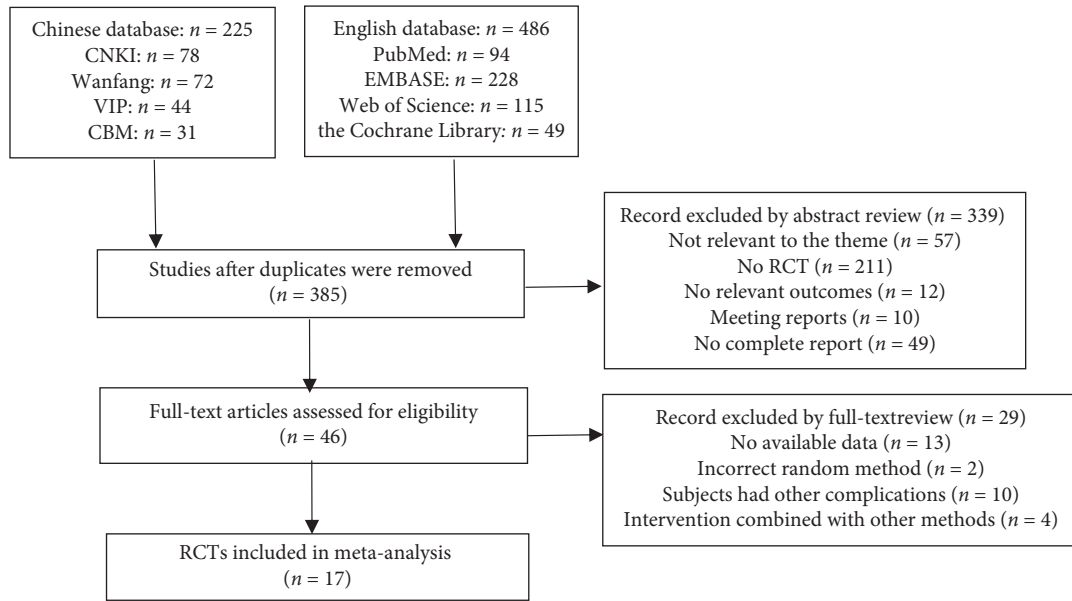 Chinese database: n = 225
CNKI: n = 78
Wanfang: n = 72
VIP: n = 44
CBM: n = 31
English database: n = 486
PubMed: n = 94
EMBASE: n = 228
Web of Science: n = 115
the Cochrane Library: n = 49
Studies after duplicates were removed
(n = 385)
Record excluded by abstract review (n = 339)
Not relevant to the theme (n = 57)
No RCT (n = 211)
No relevant outcomes (n = 12)
Meeting reports (n = 10)
No complete report (n = 49)
Full-text articles assessed for eligibility
(n = 46)
Record excluded by full-textreview (n = 29)
No available data (n = 13)
Incorrect random method (n = 2)
Subjects had other complications (n = 10)
Intervention combined with other methods (n = 4)
RCTs included in meta-analysis
(n = 17)